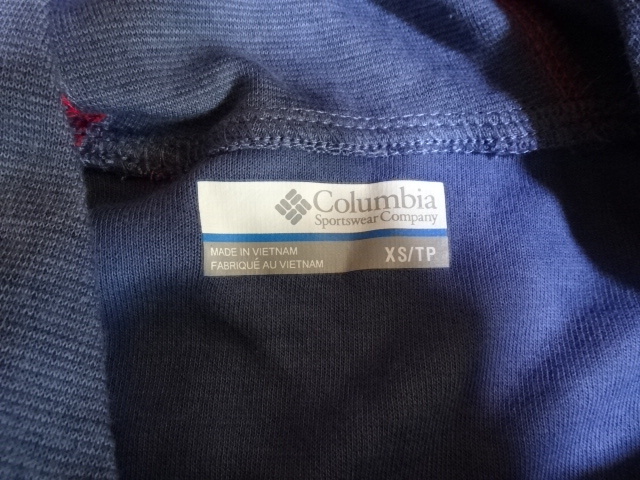 Columbia
Sportswear Company
MADE IN VIETNAM
FABRIQUÉ AU VIETNAM
XS/TP